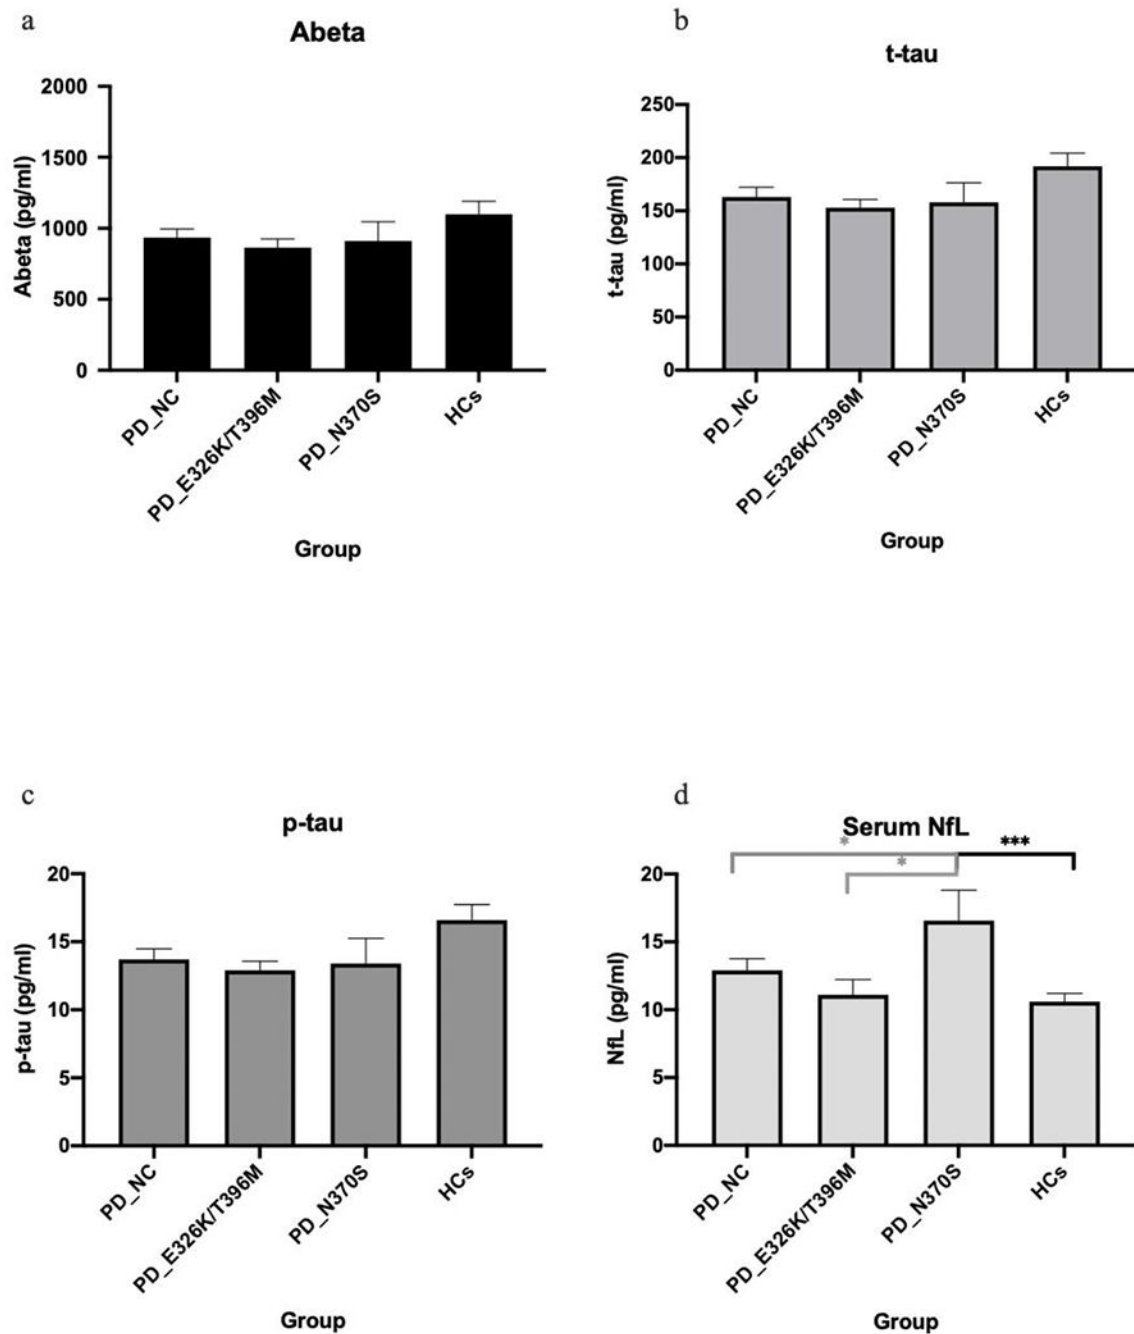 a
Abeta
2000
1500
1000
500
0
Abeta (pg/ml)
PD_NC
PD_E326K/T396M
PD_N370S
HCs
Group
b
t-tau
250
200
150
100
50
0
t-tau (pg/ml)
PD_NC
PD_E326K/T396M
PD_N370S
HCs
Group
c
p-tau
20
15
10
5
0
p-tau (pg/ml)
PD_NC
PD_E326K/T396M
PD_N370S
HCs
Group
d
Serum NfL
*
*
***
20
15
10
5
0
NfL (pg/ml)
PD_NC
PD_E326K/T396M
PD_N370S
HCs
Group